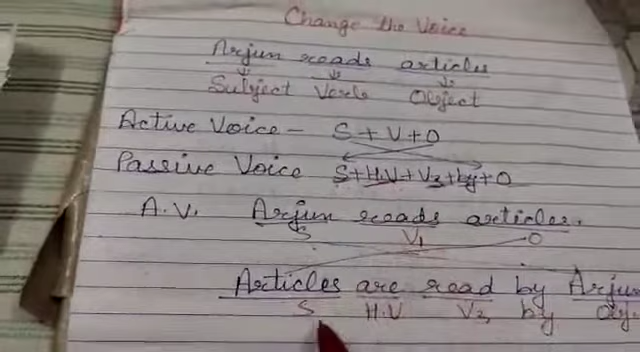 Change the Voice
Arjun reads articles
Subject Verb Object
Active Voice - S+V+O
Passive Voice S+H.V+V3+by+O
A.V. Arjun reads articles.
S V1 O
Articles are read by Arjun
S H.V V3 by Oy.